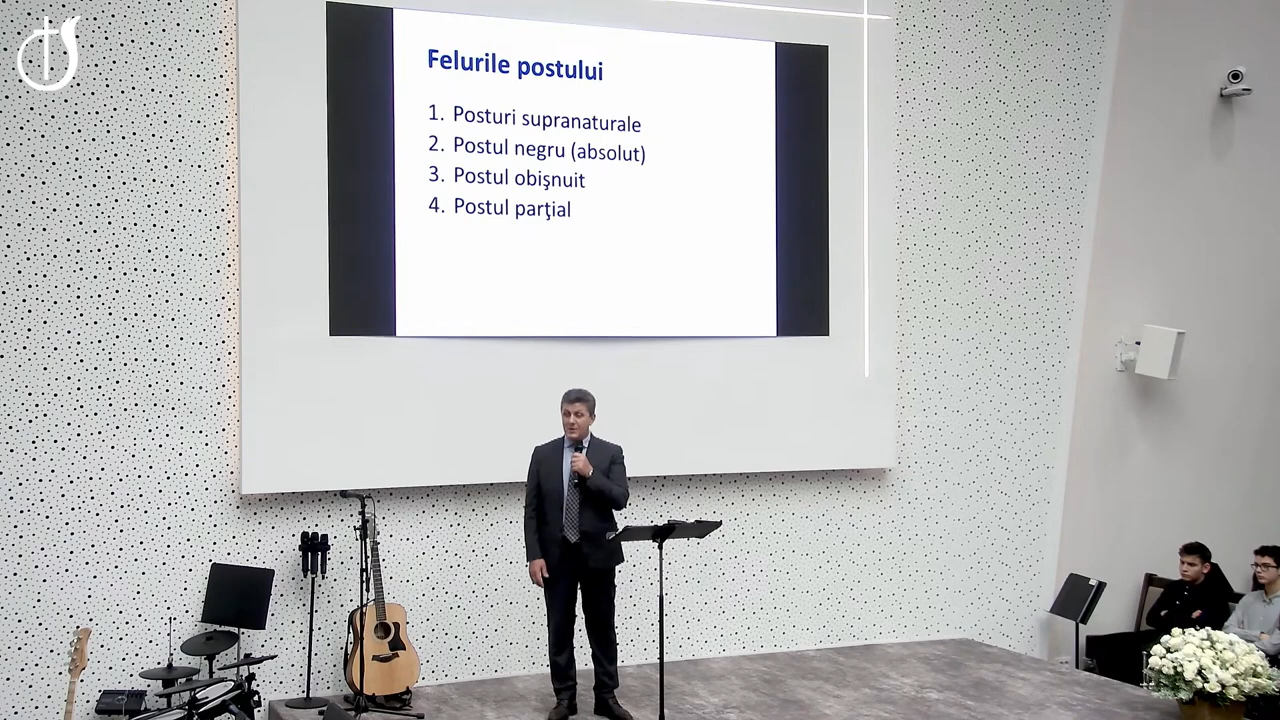 Felurile postului
1. Posturi supranaturale
2. Postul negru (absolut)
3. Postul obişnuit
4. Postul parţial